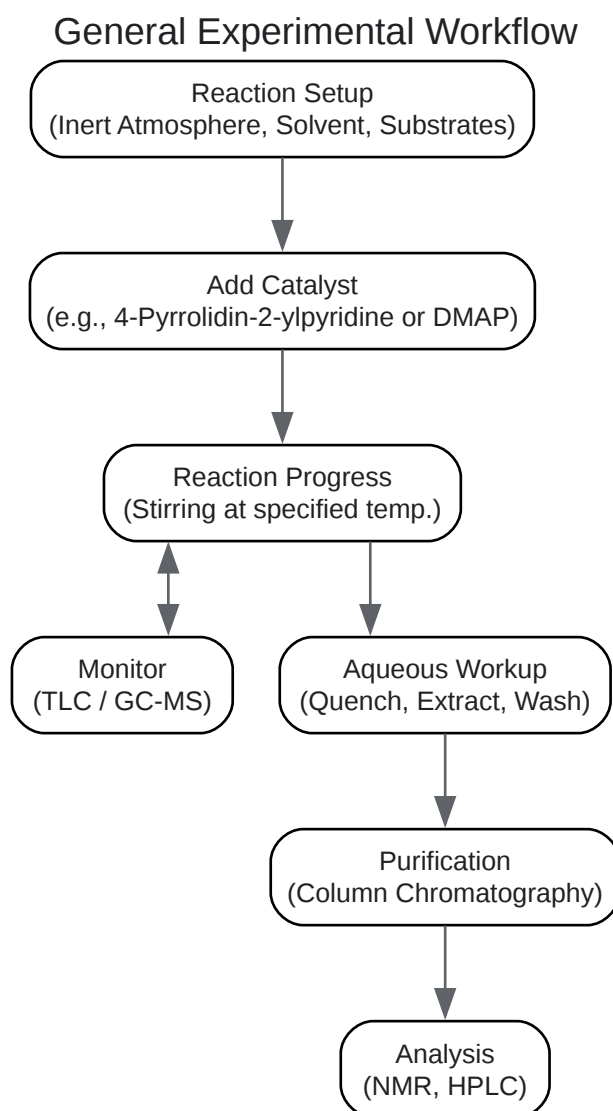 General Experimental Workflow
Reaction Setup
(Inert Atmosphere, Solvent, Substrates)
Add Catalyst
(e.g., 4-Pyrrolidin-2-ylpyridine or DMAP)
Reaction Progress
(Stirring at specified temp.)
Monitor
(TLC / GC-MS)
Aqueous Workup
(Quench, Extract, Wash)
Purification
(Column Chromatography)
Analysis
(NMR, HPLC)